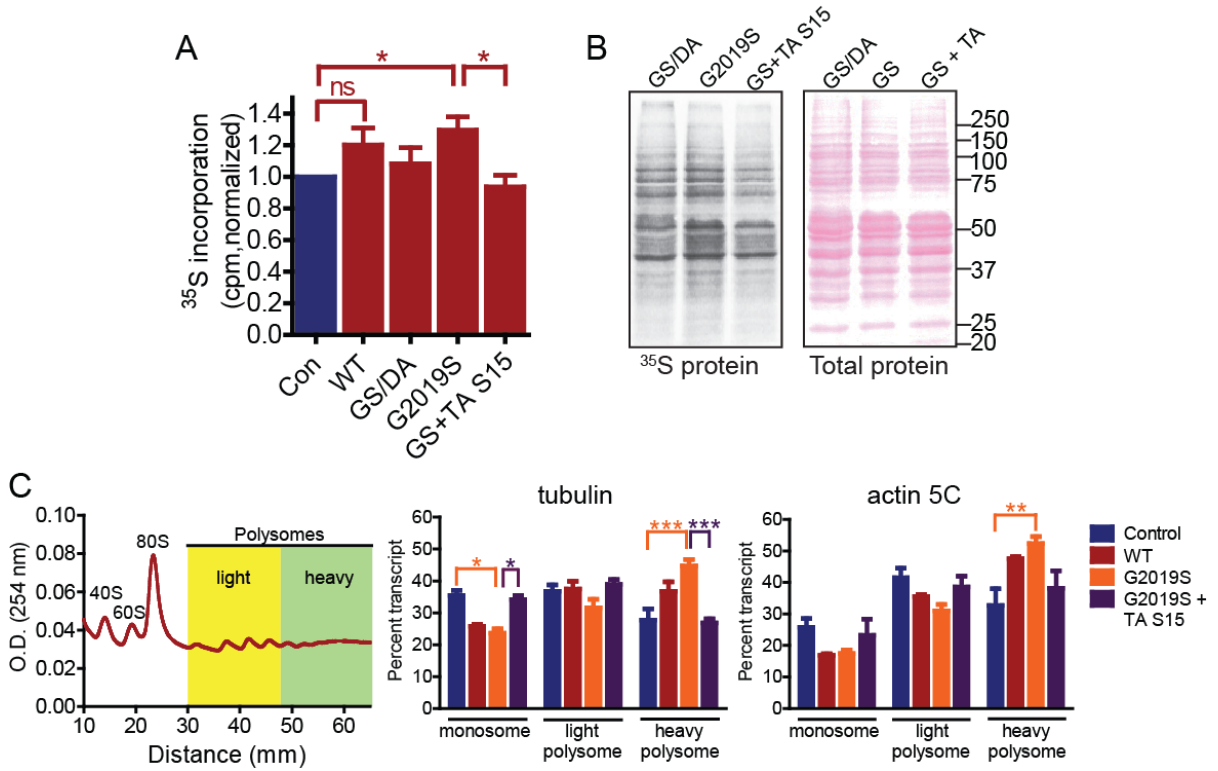 A
* *
ns
35S incorporation
(cpm,normalized)
1.4
1.2
1.0
0.8
0.6
0.4
0.2
0.0
Con WT GS/DA G2019S GS+TA S15
B
GS/DA G2019S GS+TA S15
GS/DA GS GS + TA
250
150
100
75
50
37
25
20
35S protein
Total protein
C
O.D. (254 nm)
0.10
0.08
0.06
0.04
0.02
0.00
40S 60S 80S
Polysomes
light heavy
10 20 30 40 50 60
Distance (mm)
tubulin
Percent transcript
60
50
40
30
20
10
0
* * *** ***
monosome light polysome heavy polysome
actin 5C
Percent transcript
60
50
40
30
20
10
0
**
monosome light polysome heavy polysome
Control
WT
G2019S
G2019S +
TA S15